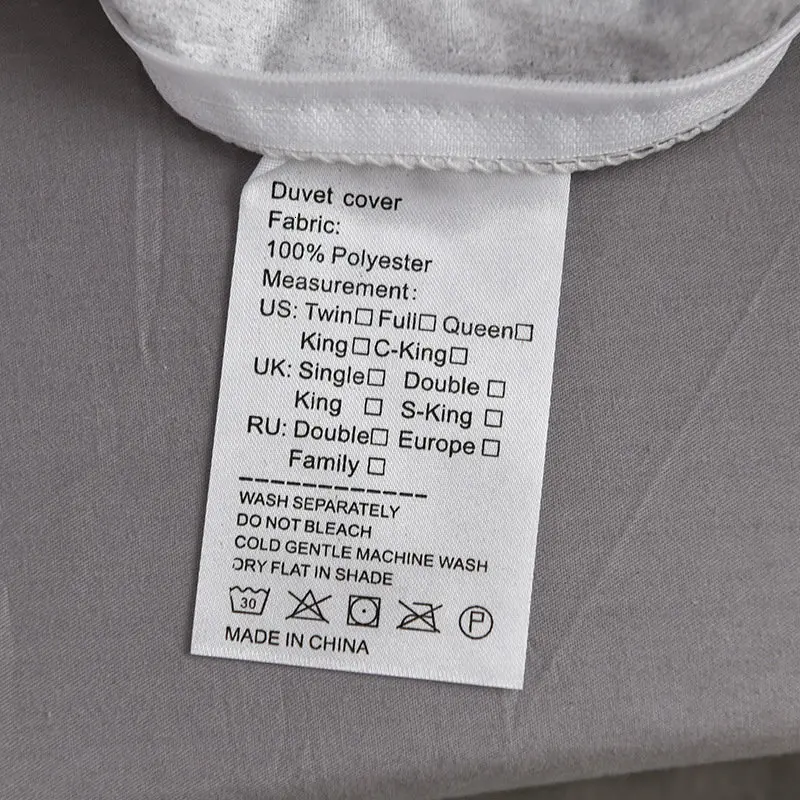 Duvet cover
Fabric:
100% Polyester
Measurement:
US: Twin□ Full□ Queen□
King□ C-King□
UK: Single□ Double □
King □ S-King □
RU: Double□ Europe □
Family □
WASH SEPARATELY
DO NOT BLEACH
COLD GENTLE MACHINE WASH
DRY FLAT IN SHADE
30 P
MADE IN CHINA